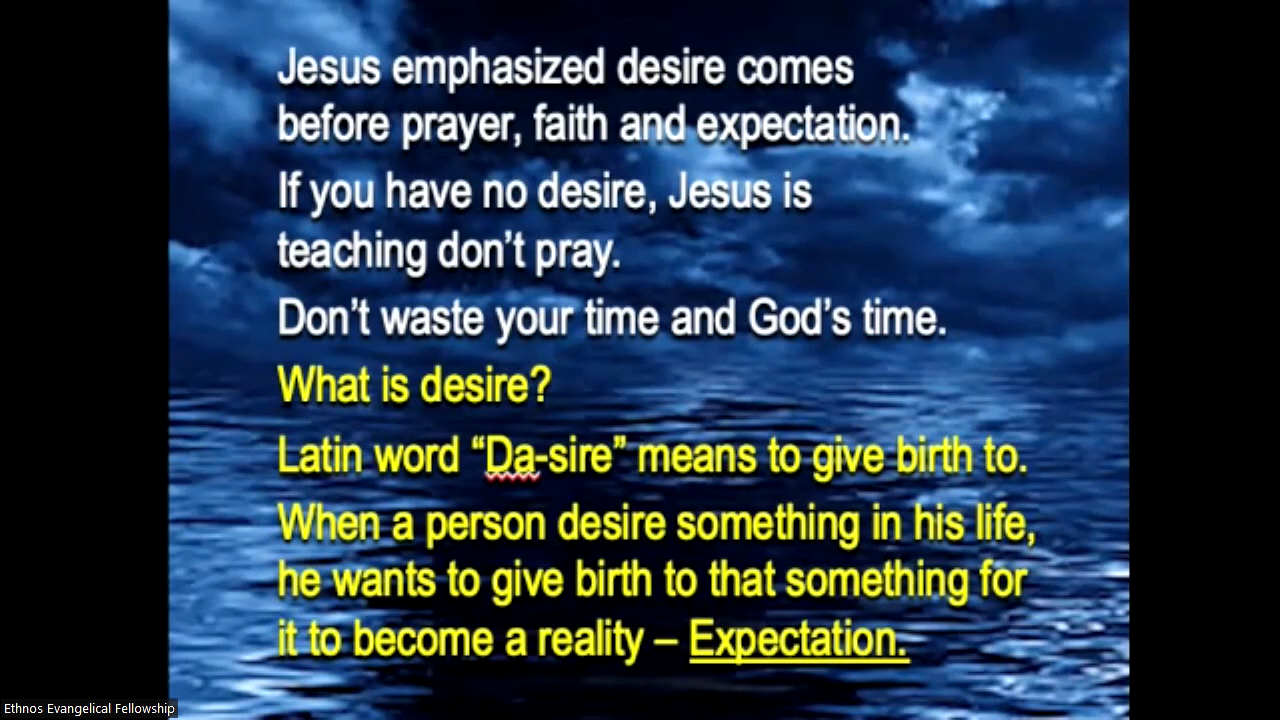 Jesus emphasized desire comes
before prayer, faith and expectation.
If you have no desire, Jesus is
teaching don’t pray.
Don’t waste your time and God’s time.
What is desire?
Latin word “Da-sire” means to give birth to.
When a person desire something in his life,
he wants to give birth to that something for
it to become a reality – Expectation.
Ethnos Evangelical Fellowship